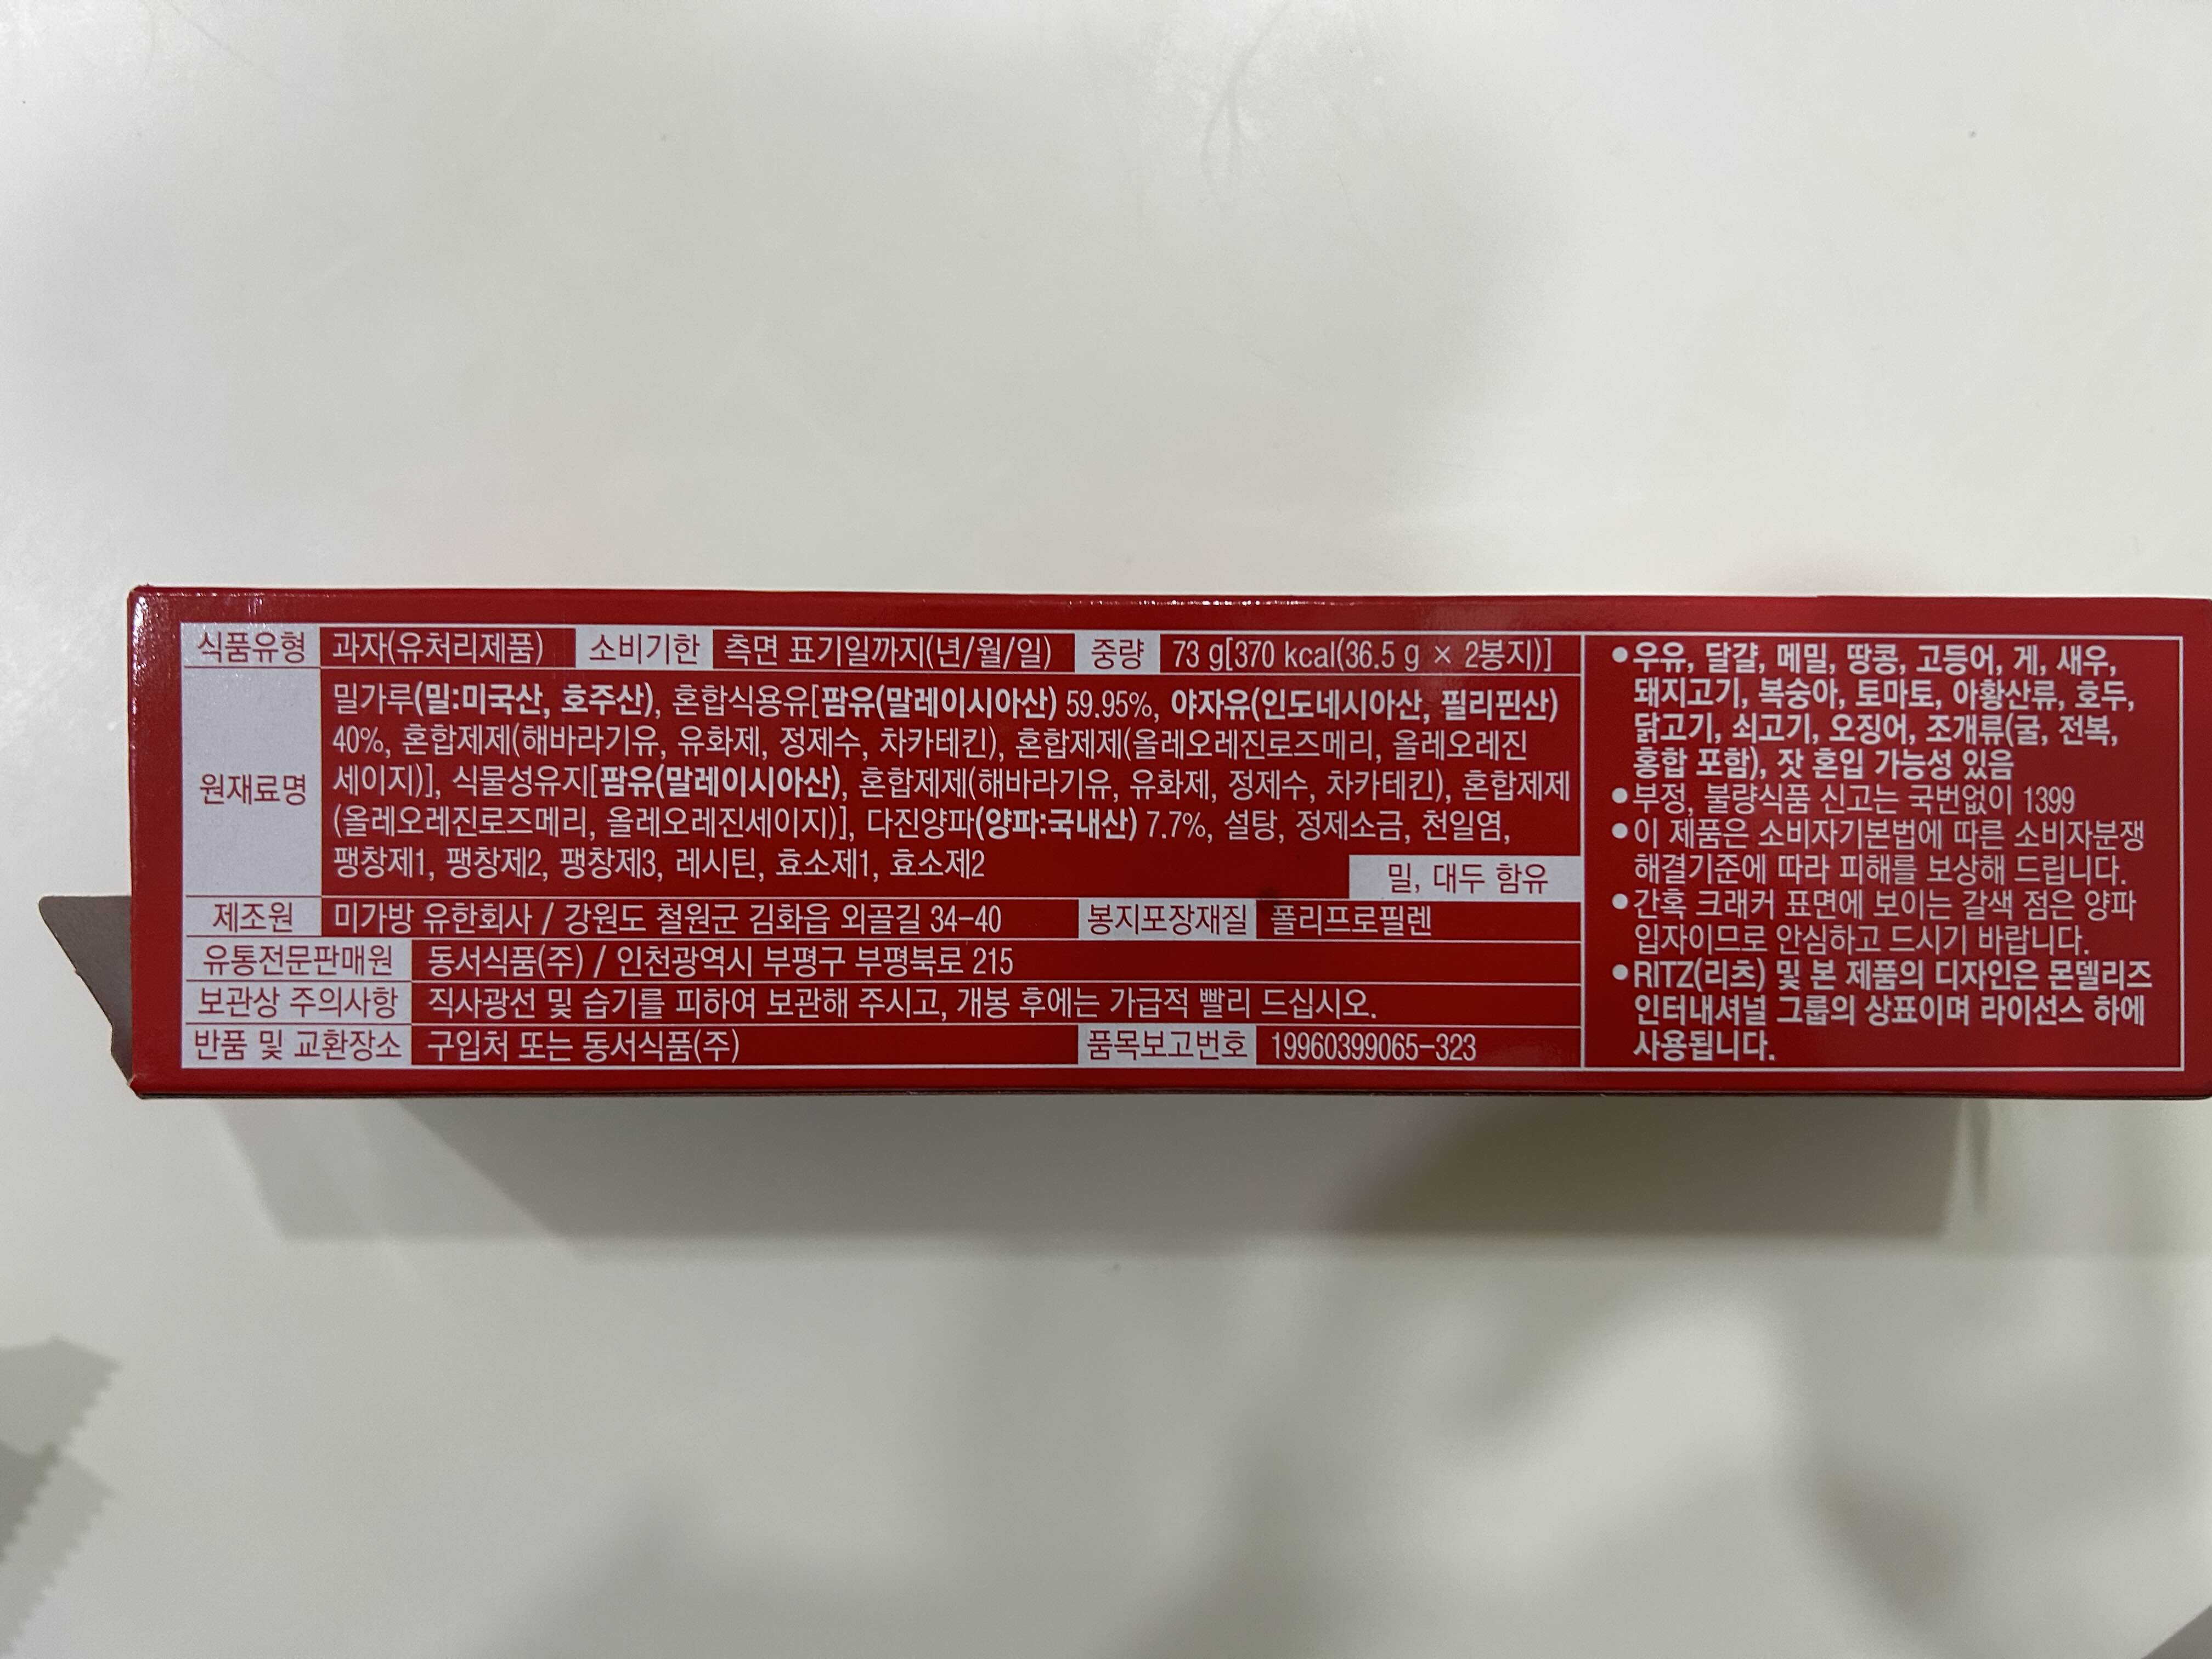 식품유형 과자(유처리제품) 소비기한 측면 표기일까지(년/월/일) 중량 73 g[370 kcal(36.5 g × 2봉지)]
원재료명
밀가루(밀:미국산, 호주산), 혼합식용유[팜유(말레이시아산) 59.95%, 야자유(인도네시아산, 필리핀산)
40%, 혼합제제(해바라기유, 유화제, 정제수, 차카테킨), 혼합제제(올레오레진로즈메리, 올레오레진
세이지)], 식물성유지[팜유(말레이시아산), 혼합제제(해바라기유, 유화제, 정제수, 차카테킨), 혼합제제
(올레오레진로즈메리, 올레오레진세이지)], 다진양파(양파:국내산) 7.7%, 설탕, 정제소금, 천일염,
팽창제1, 팽창제2, 팽창제3, 레시틴, 효소제1, 효소제2
밀, 대두 함유
제조원 미가방 유한회사 / 강원도 철원군 김화읍 외골길 34-40 봉지포장재질 폴리프로필렌
유통전문판매원 동서식품(주) / 인천광역시 부평구 부평북로 215
보관상 주의사항 직사광선 및 습기를 피하여 보관해 주시고, 개봉 후에는 가급적 빨리 드십시오.
반품 및 교환장소 구입처 또는 동서식품(주) 품목보고번호 19960399065-323
●우유, 달걀, 메밀, 땅콩, 고등어, 게, 새우,
돼지고기, 복숭아, 토마토, 아황산류, 호두,
닭고기, 쇠고기, 오징어, 조개류(굴, 전복,
홍합 포함), 잣 혼입 가능성 있음
●부정, 불량식품 신고는 국번없이 1399
●이 제품은 소비자기본법에 따른 소비자분쟁
해결기준에 따라 피해를 보상해 드립니다.
●간혹 크래커 표면에 보이는 갈색 점은 양파
입자이므로 안심하고 드시기 바랍니다.
●RITZ(리츠) 및 본 제품의 디자인은 몬델리즈
인터내셔널 그룹의 상표이며 라이선스 하에
사용됩니다.